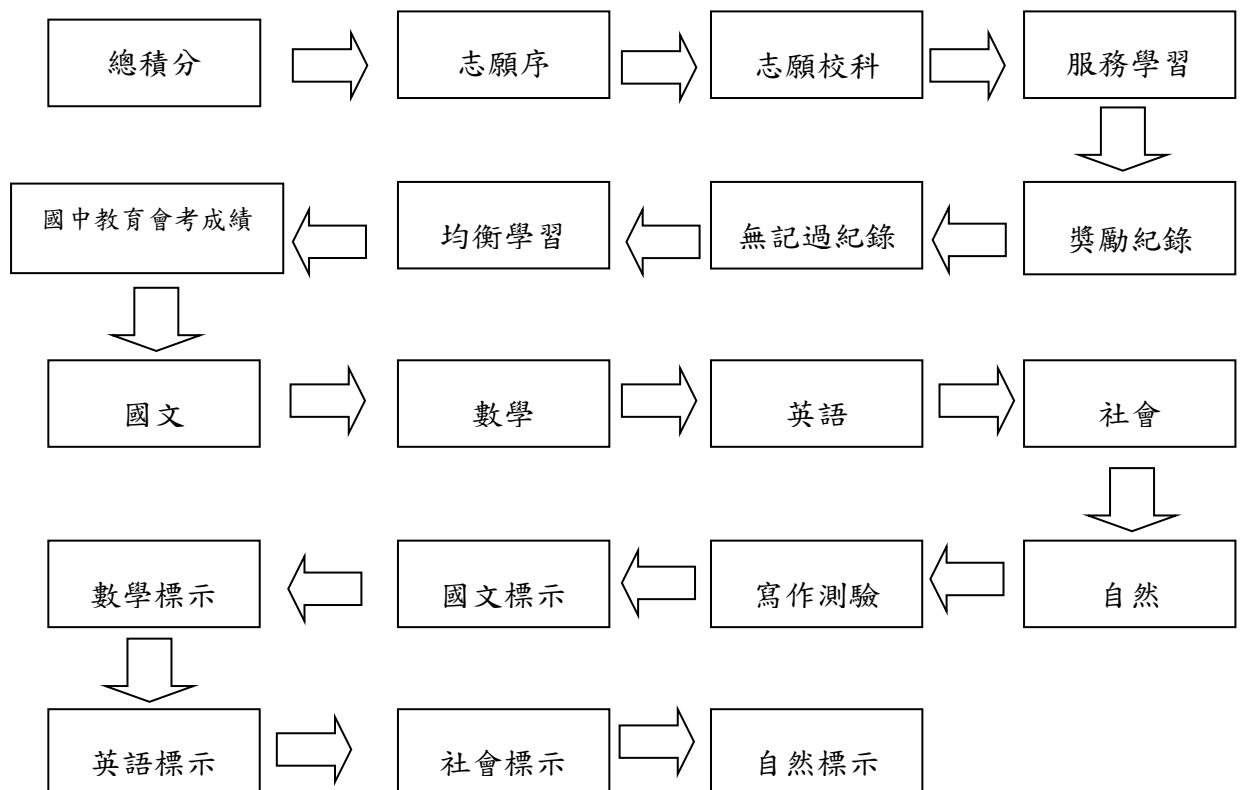 總積分
志願序
志願校科
服務學習
獎勵紀錄
無記過紀錄
均衡學習
國中教育會考成績
國文
數學
英語
社會
自然
寫作測驗
國文標示
數學標示
英語標示
社會標示
自然標示